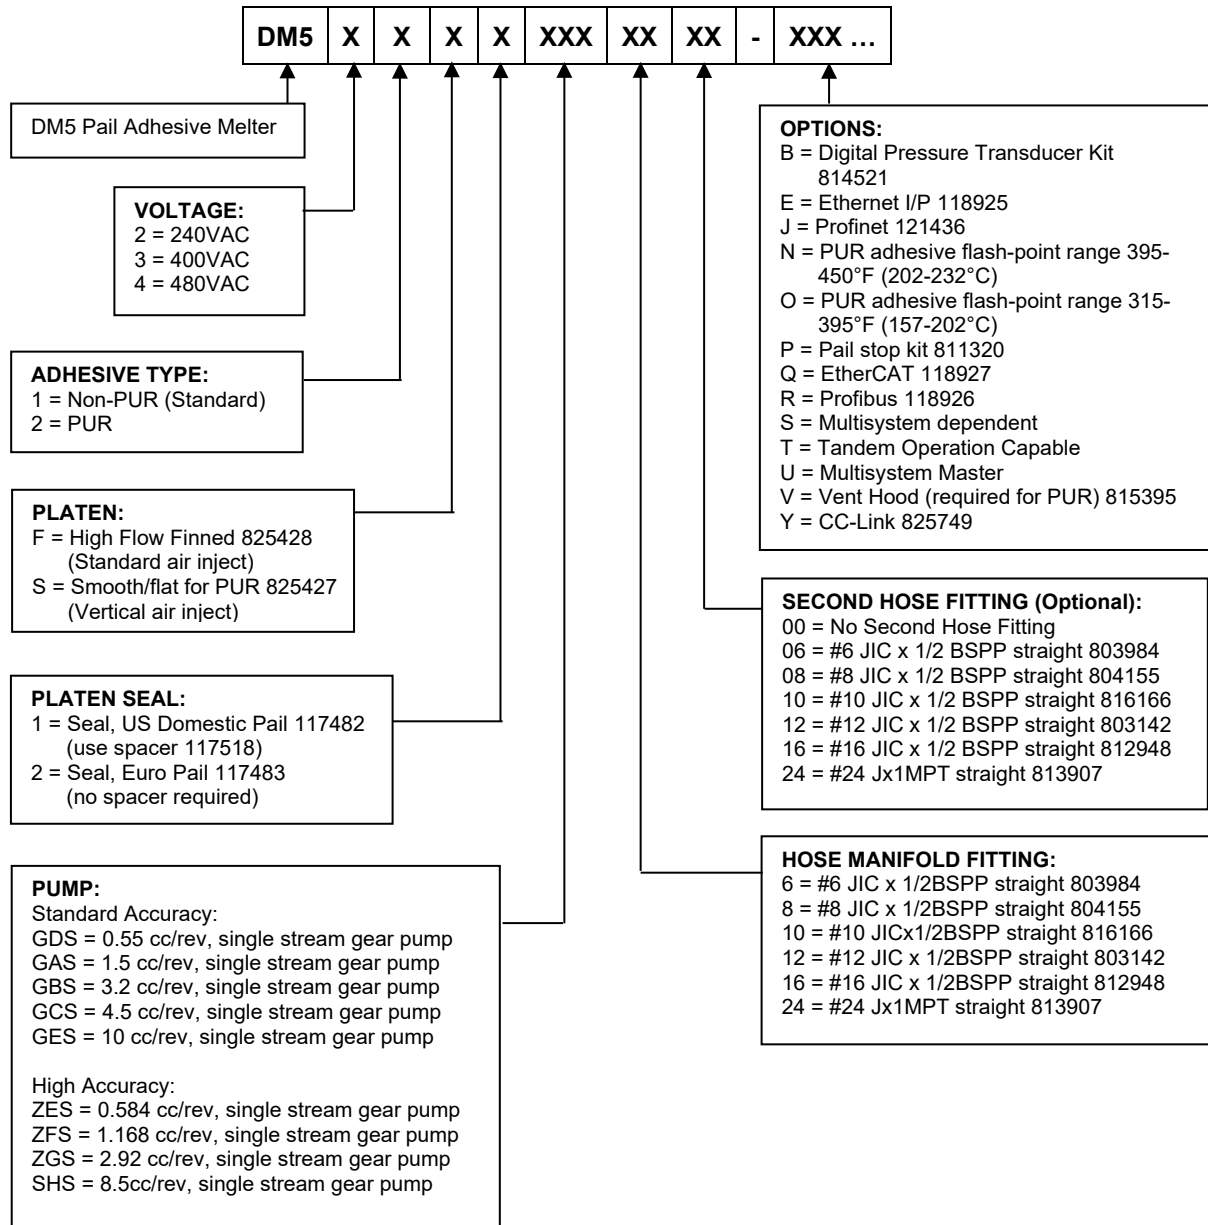 DM5 X X X X XXX XX XX - XXX ...
DM5 Pail Adhesive Melter
VOLTAGE:
2 = 240VAC
3 = 400VAC
4 = 480VAC
ADHESIVE TYPE:
1 = Non-PUR (Standard)
2 = PUR
PLATEN:
F = High Flow Finned 825428
(Standard air inject)
S = Smooth/flat for PUR 825427
(Vertical air inject)
PLATEN SEAL:
1 = Seal, US Domestic Pail 117482
(use spacer 117518)
2 = Seal, Euro Pail 117483
(no spacer required)
PUMP:
Standard Accuracy:
GDS = 0.55 cc/rev, single stream gear pump
GAS = 1.5 cc/rev, single stream gear pump
GBS = 3.2 cc/rev, single stream gear pump
GCS = 4.5 cc/rev, single stream gear pump
GES = 10 cc/rev, single stream gear pump
High Accuracy:
ZES = 0.584 cc/rev, single stream gear pump
ZFS = 1.168 cc/rev, single stream gear pump
ZGS = 2.92 cc/rev, single stream gear pump
SHS = 8.5cc/rev, single stream gear pump
OPTIONS:
B = Digital Pressure Transducer Kit
814521
E = Ethernet I/P 118925
J = Profinet 121436
N = PUR adhesive flash-point range 395-
450°F (202-232°C)
O = PUR adhesive flash-point range 315-
395°F (157-202°C)
P = Pail stop kit 811320
Q = EtherCAT 118927
R = Profibus 118926
S = Multisystem dependent
T = Tandem Operation Capable
U = Multisystem Master
V = Vent Hood (required for PUR) 815395
Y = CC-Link 825749
SECOND HOSE FITTING (Optional):
00 = No Second Hose Fitting
06 = #6 JIC x 1/2 BSPP straight 803984
08 = #8 JIC x 1/2 BSPP straight 804155
10 = #10 JIC x 1/2 BSPP straight 816166
12 = #12 JIC x 1/2 BSPP straight 803142
16 = #16 JIC x 1/2 BSPP straight 812948
24 = #24 Jx1MPT straight 813907
HOSE MANIFOLD FITTING:
6 = #6 JIC x 1/2BSPP straight 803984
8 = #8 JIC x 1/2BSPP straight 804155
10 = #10 JICx1/2BSPP straight 816166
12 = #12 JIC x 1/2BSPP straight 803142
16 = #16 JIC x 1/2BSPP straight 812948
24 = #24 Jx1MPT straight 813907